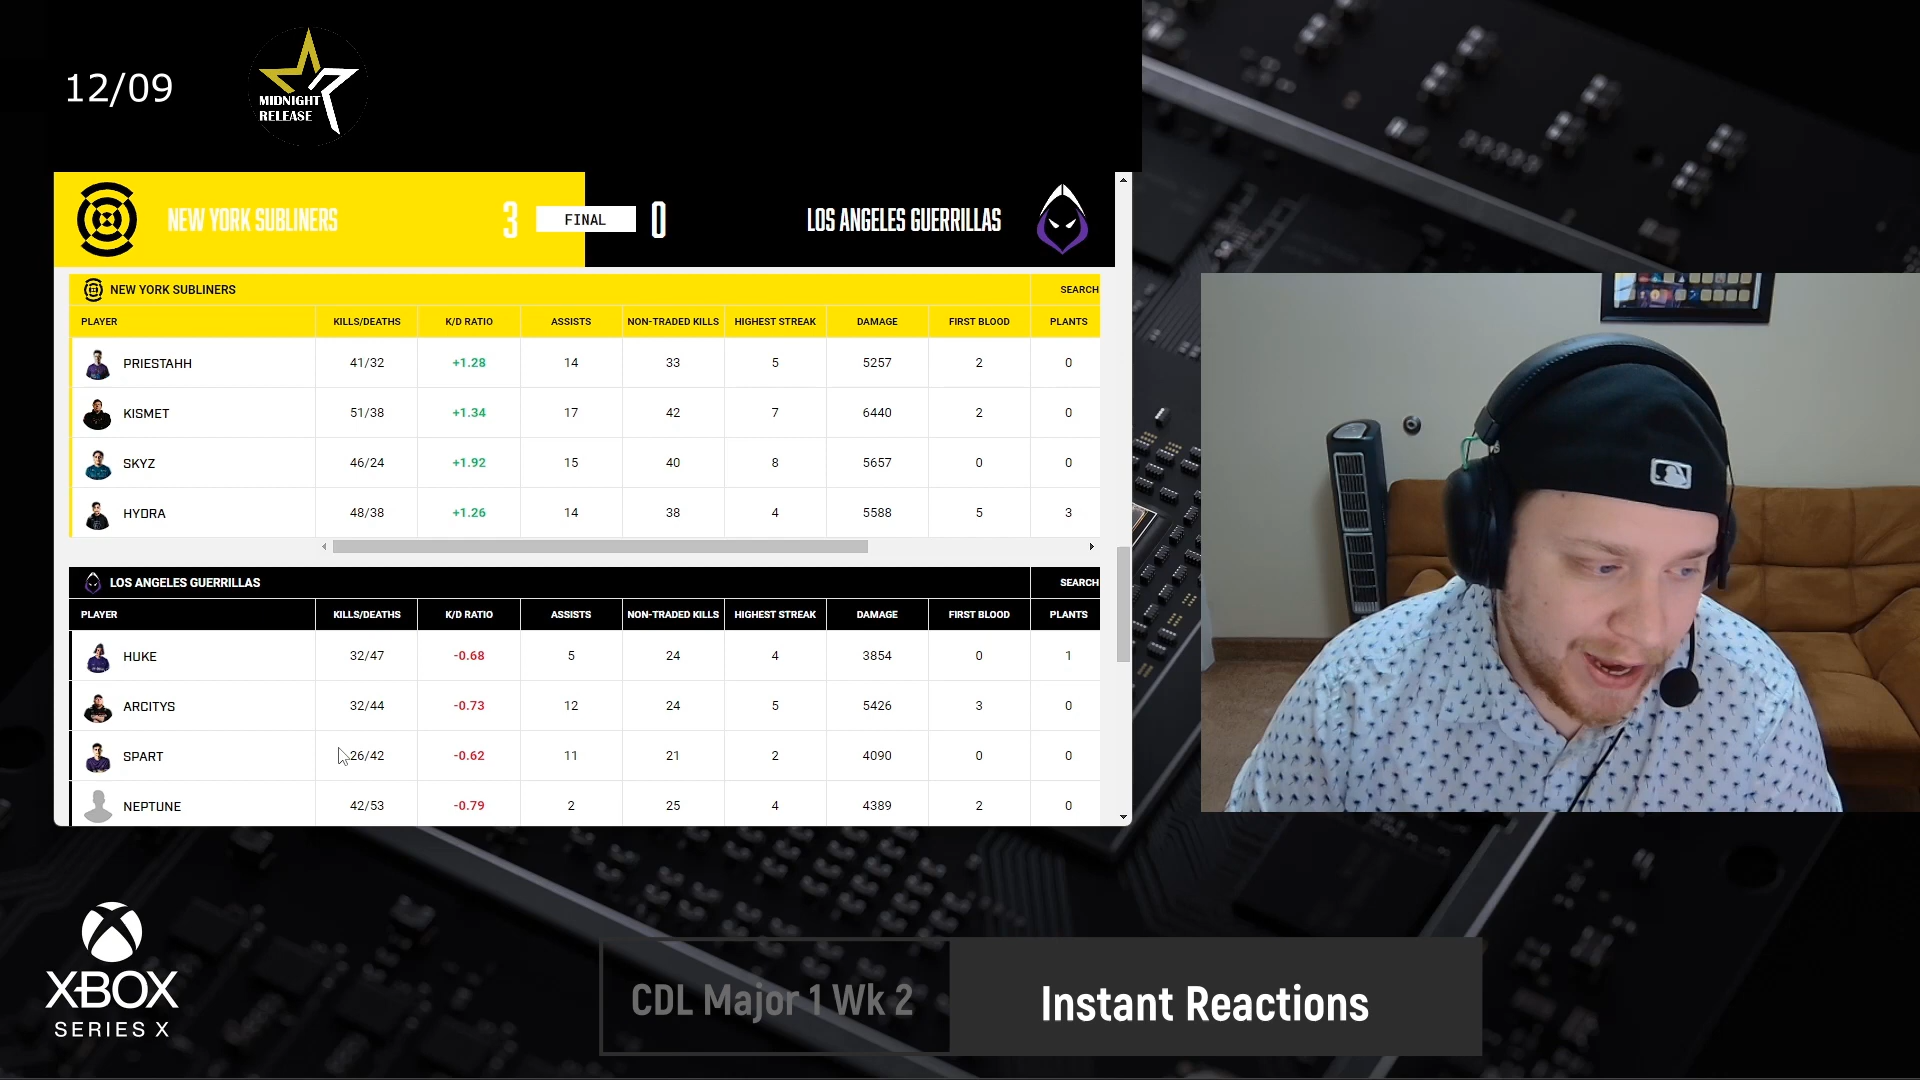 12/09
MIDNIGHT
RELEASE
NEW YORK SUBLINERS 3 FINAL 0 LOS ANGELES GUERRILLAS
NEW YORK SUBLINERS SEARCH
PLAYER KILLS/DEATHS K/D RATIO ASSISTS NON-TRADED KILLS HIGHEST STREAK DAMAGE FIRST BLOOD PLANTS
PRIESTAHH 41/32 +1.28 14 33 5 5257 2 0
KISMET 51/38 +1.34 17 42 7 6440 2 0
SKYZ 46/24 +1.92 15 40 8 5657 0 0
HYDRA 48/38 +1.26 14 38 4 5588 5 3
LOS ANGELES GUERRILLAS SEARCH
PLAYER KILLS/DEATHS K/D RATIO ASSISTS NON-TRADED KILLS HIGHEST STREAK DAMAGE FIRST BLOOD PLANTS
HUKE 32/47 -0.68 5 24 4 3854 0 1
ARCITYS 32/44 -0.73 12 24 5 5426 3 0
SPART 26/42 -0.62 11 21 2 4090 0 0
NEPTUNE 42/53 -0.79 2 25 4 4389 2 0
XBOX
SERIES X
CDL Major 1 Wk 2
Instant Reactions